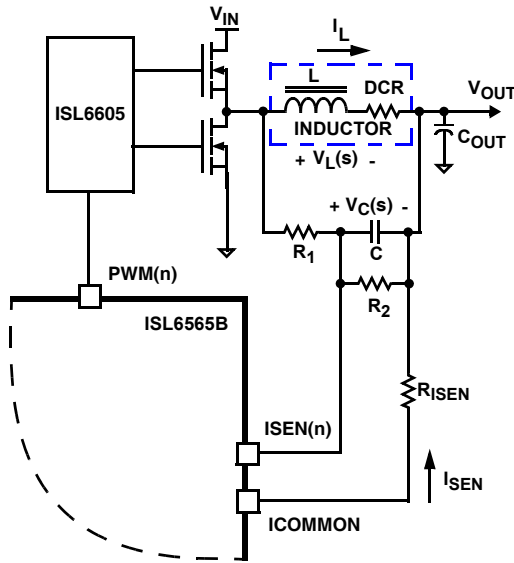 V_IN
I_L
L
DCR
V_OUT
ISL6605
INDUCTOR
C_OUT
+ V_L(s) -
+ V_C(s) -
R_1
C
PWM(n)
R_2
ISL6565B
R_ISEN
ISEN(n)
I_SEN
ICOMMON